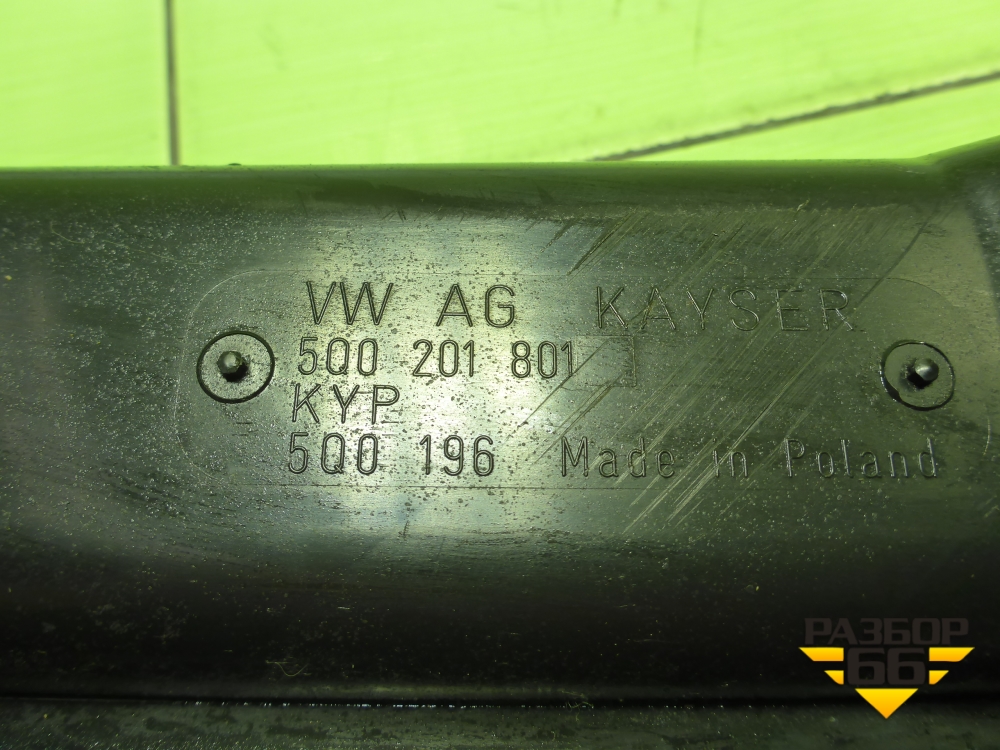 VW AG KAYSER
5Q0 201 801
KYP
5Q0 196 Made in Poland
РАЗБОР
66